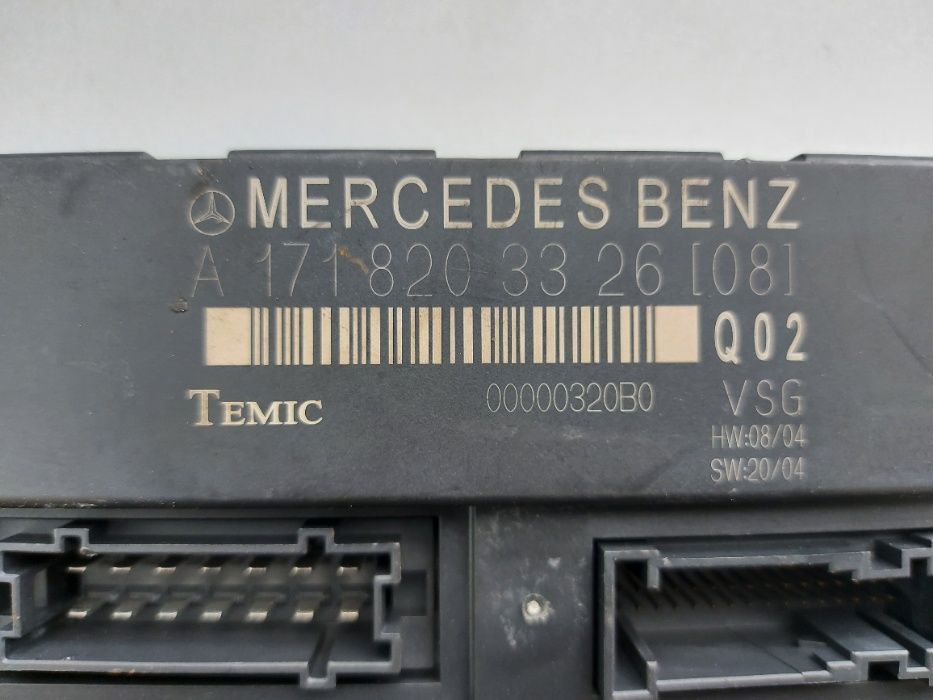 MERCEDES BENZ
A 171 820 33 26 [08]
Q02
TEMIC 00000320B0 VSG
HW:08/04
SW:20/04